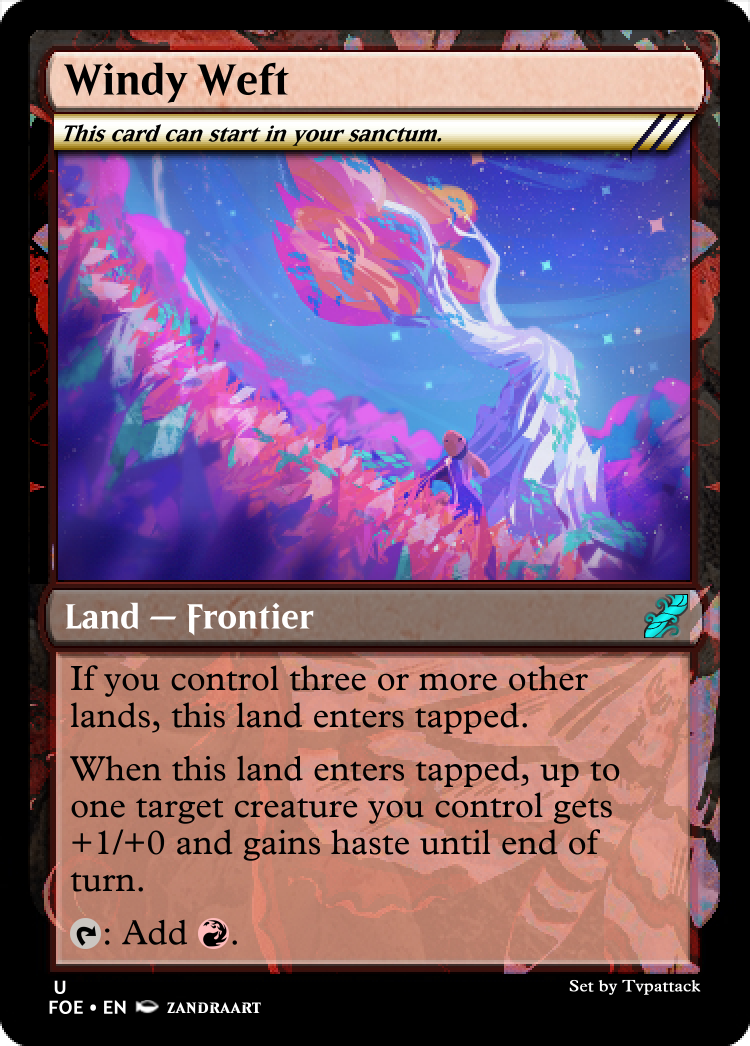 Windy Weft
This card can start in your sanctum.
Land — Frontier
If you control three or more other
lands, this land enters tapped.
When this land enters tapped, up to
one target creature you control gets
+1/+0 and gains haste until end of
turn.
: Add .
U
Set by Tvpattack
FOE • EN ZANDRAART